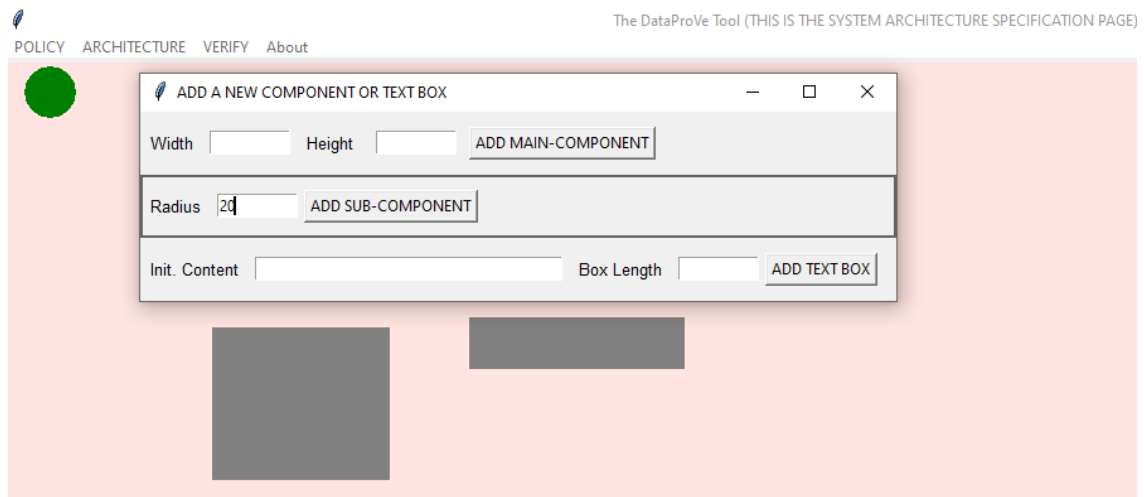 The DataProVe Tool (THIS IS THE SYSTEM ARCHITECTURE SPECIFICATION PAGE)
POLICY ARCHITECTURE VERIFY About
ADD A NEW COMPONENT OR TEXT BOX
Width Height ADD MAIN-COMPONENT
Radius 20 ADD SUB-COMPONENT
Init. Content Box Length ADD TEXT BOX